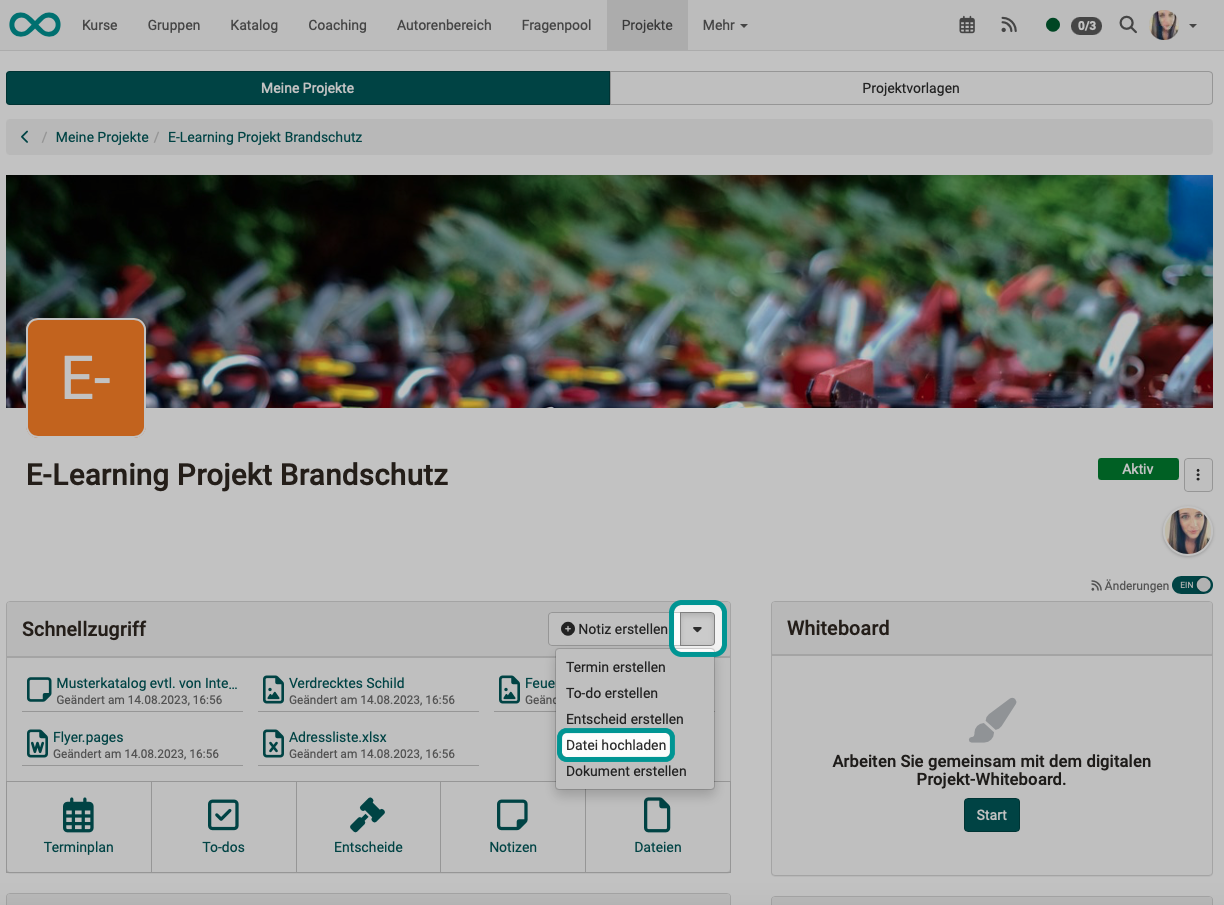 Kurse Gruppen Katalog Coaching Autorenbereich Fragenpool Projekte Mehr 0/3
Meine Projekte Projektvorlagen
/ Meine Projekte / E-Learning Projekt Brandschutz
E-
E-Learning Projekt Brandschutz
Aktiv
Änderungen EIN
Schnellzugriff
Notiz erstellen
Termin erstellen
To-do erstellen
Entscheid erstellen
Datei hochladen
Dokument erstellen
Musterkatalog evtl. von Inte...
Geändert am 14.08.2023, 16:56
Verdrecktes Schild
Geändert am 14.08.2023, 16:56
Feue
Geänd
Flyer.pages
Geändert am 14.08.2023, 16:56
Adressliste.xlsx
Geändert am 14.08.2023, 16:56
Terminplan
To-dos
Entscheide
Notizen
Dateien
Whiteboard
Arbeiten Sie gemeinsam mit dem digitalen
Projekt-Whiteboard.
Start